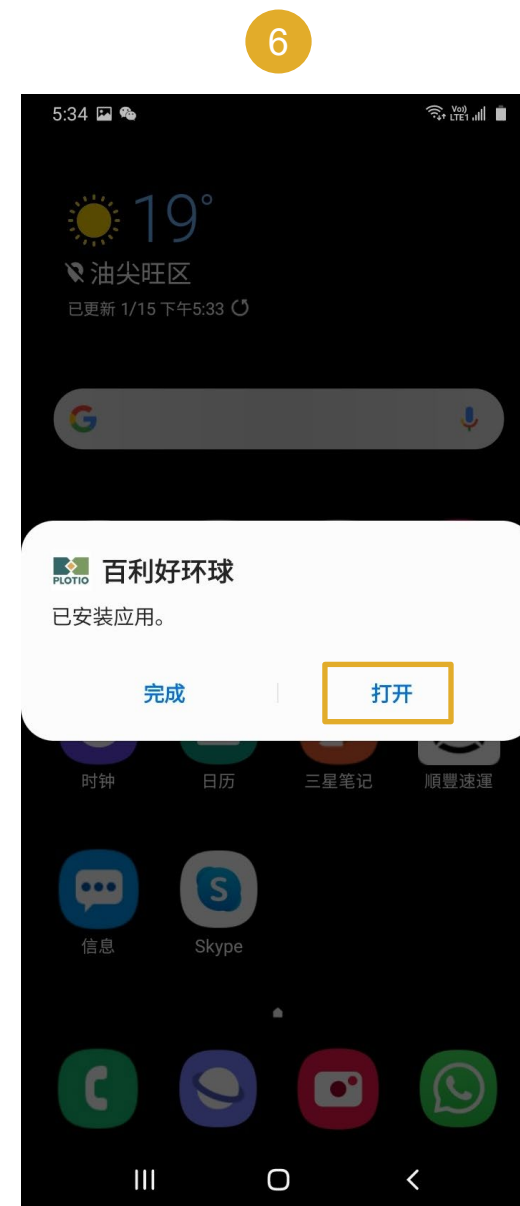 6
5:34
Vo)) LTE1
19°
油尖旺区
已更新 1/15 下午5:33
G
PLOTIO 百利好环球
已安装应用。
完成 打开
时钟 日历 三星笔记 順豐速運
S
信息 Skype